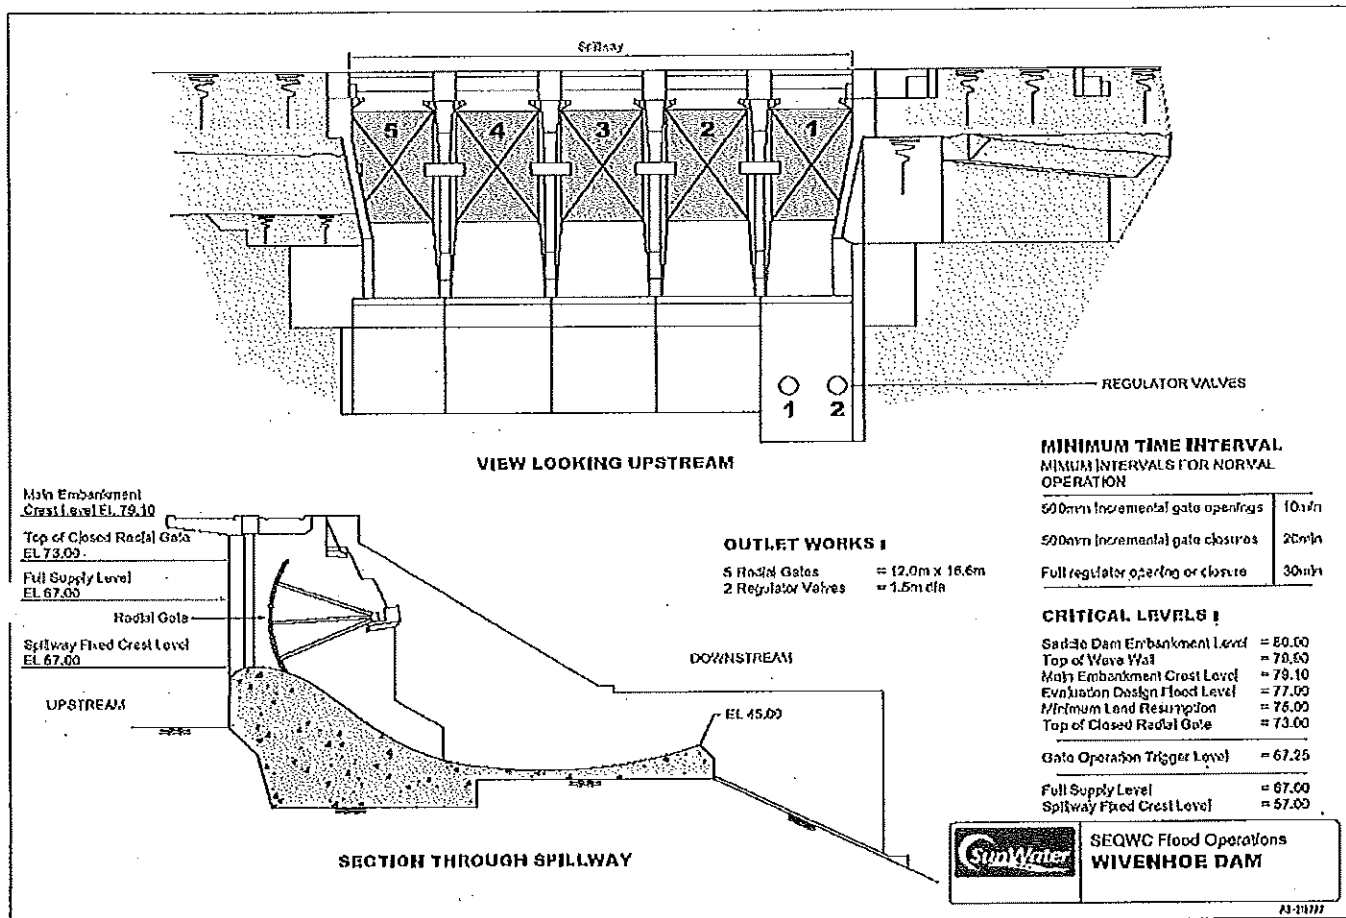 Spillway
5 4 3 2 1
REGULATOR VALVES
1 2
VIEW LOOKING UPSTREAM
MINIMUM TIME INTERVAL
MIMUM INTERVALS FOR NORMAL
OPERATION
500mm incremental gate openings 10min
500mm incremental gate closures 20min
Full regulator opening or closure 30min
Main Embankment
Crest Level EL 79.10
Top of Closed Radial Gate
EL 73.00
Full Supply Level
EL 67.00
Radial Gate
Spillway Fixed Crest Level
EL 67.00
UPSTREAM
OUTLET WORKS :
5 Radial Gates = 12.0m x 16.6m
2 Regulator Valves = 1.5m dia
DOWNSTREAM
EL 45.00
SECTION THROUGH SPILLWAY
CRITICAL LEVELS :
Saddle Dam Embankment Level = 80.00
Top of Wave Wall = 79.90
Main Embankment Crest Level = 79.10
Evaluation Design Flood Level = 77.00
Minimum Land Resumption = 75.00
Top of Closed Radial Gate = 73.00
Gate Operation Trigger Level = 67.25
Full Supply Level = 67.00
Spillway Fixed Crest Level = 57.00
SunWater
SEQWC Flood Operations
WIVENHOE DAM